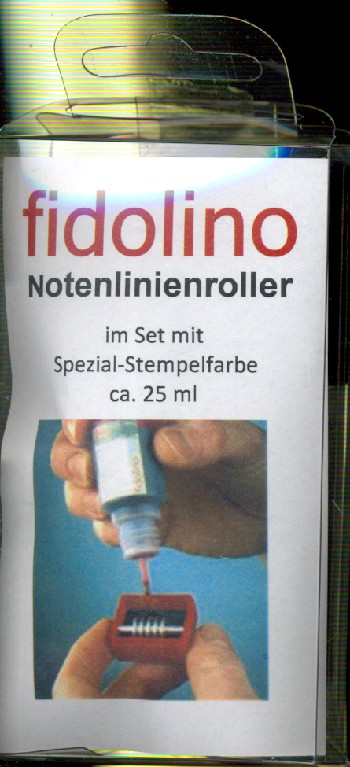 fidolino
Notenlinienroller
im Set mit
Spezial-Stempelfarbe
ca. 25 ml